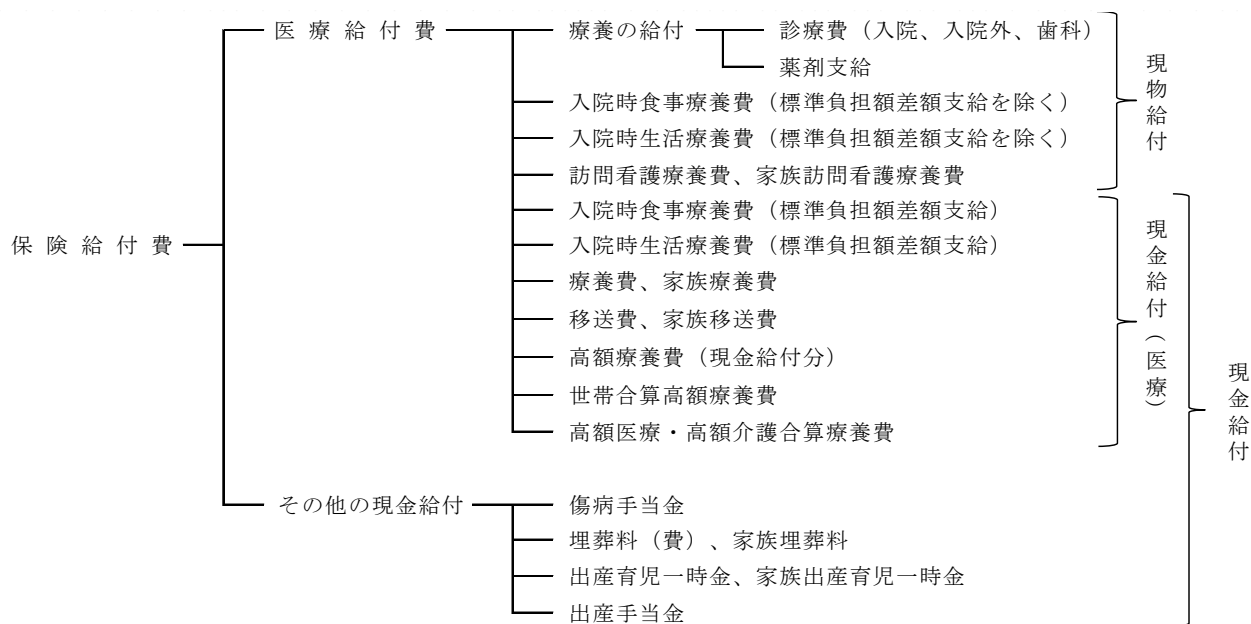 医療給付費
療養の給付
診療費（入院、入院外、歯科）
薬剤支給
入院時食事療養費（標準負担額差額支給を除く）
入院時生活療養費（標準負担額差額支給を除く）
訪問看護療養費、家族訪問看護療養費
現物給付
保険給付費
入院時食事療養費（標準負担額差額支給）
入院時生活療養費（標準負担額差額支給）
療養費、家族療養費
移送費、家族移送費
高額療養費（現金給付分）
世帯合算高額療養費
高額医療・高額介護合算療養費
現金給付（医療）
その他の現金給付
傷病手当金
埋葬料（費）、家族埋葬料
出産育児一時金、家族出産育児一時金
出産手当金
現金給付